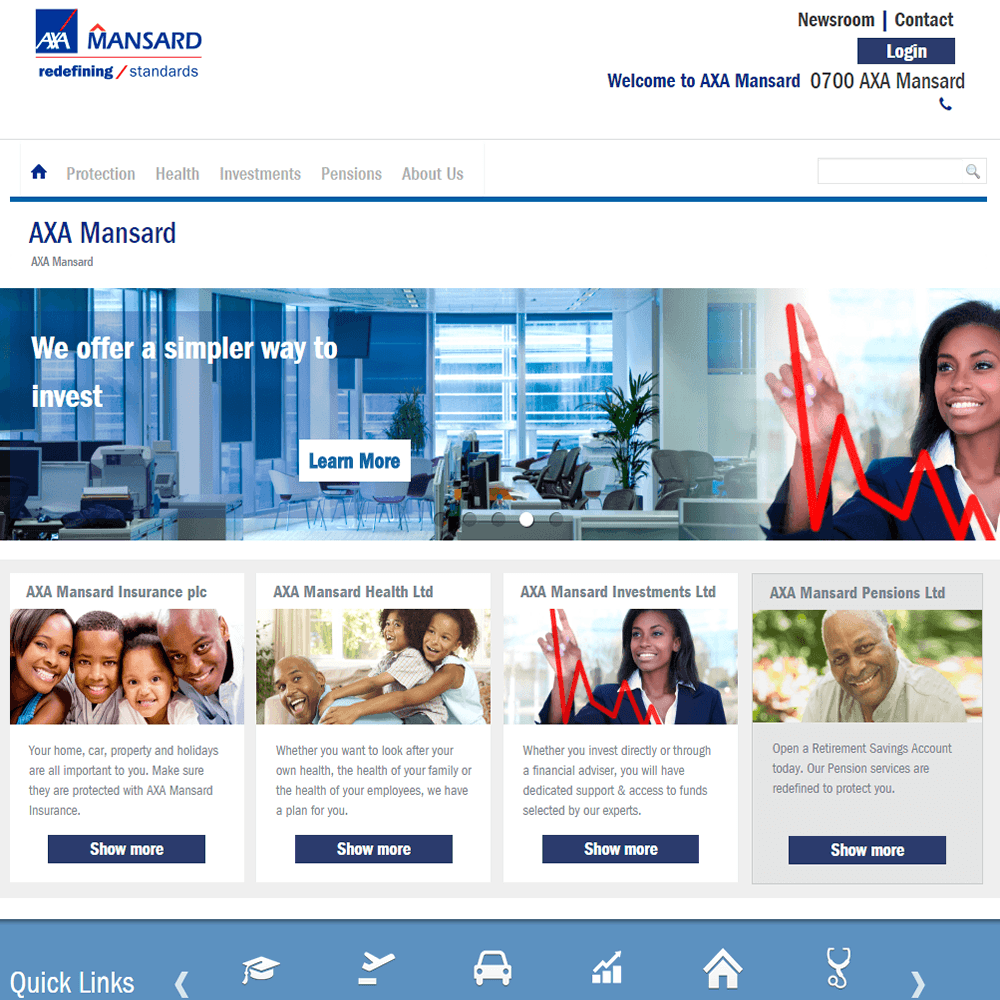 AXA MANSARD
redefining / standards
Newsroom | Contact
Login
Welcome to AXA Mansard 0700 AXA Mansard
Protection Health Investments Pensions About Us
AXA Mansard
AXA Mansard
We offer a simpler way to
invest
Learn More
AXA Mansard Insurance plc
Your home, car, property and holidays
are all important to you. Make sure
they are protected with AXA Mansard
Insurance.
Show more
AXA Mansard Health Ltd
Whether you want to look after your
own health, the health of your family or
the health of your employees, we have
a plan for you.
Show more
AXA Mansard Investments Ltd
Whether you invest directly or through
a financial adviser, you will have
dedicated support & access to funds
selected by our experts.
Show more
AXA Mansard Pensions Ltd
Open a Retirement Savings Account
today. Our Pension services are
redefined to protect you.
Show more
Quick Links